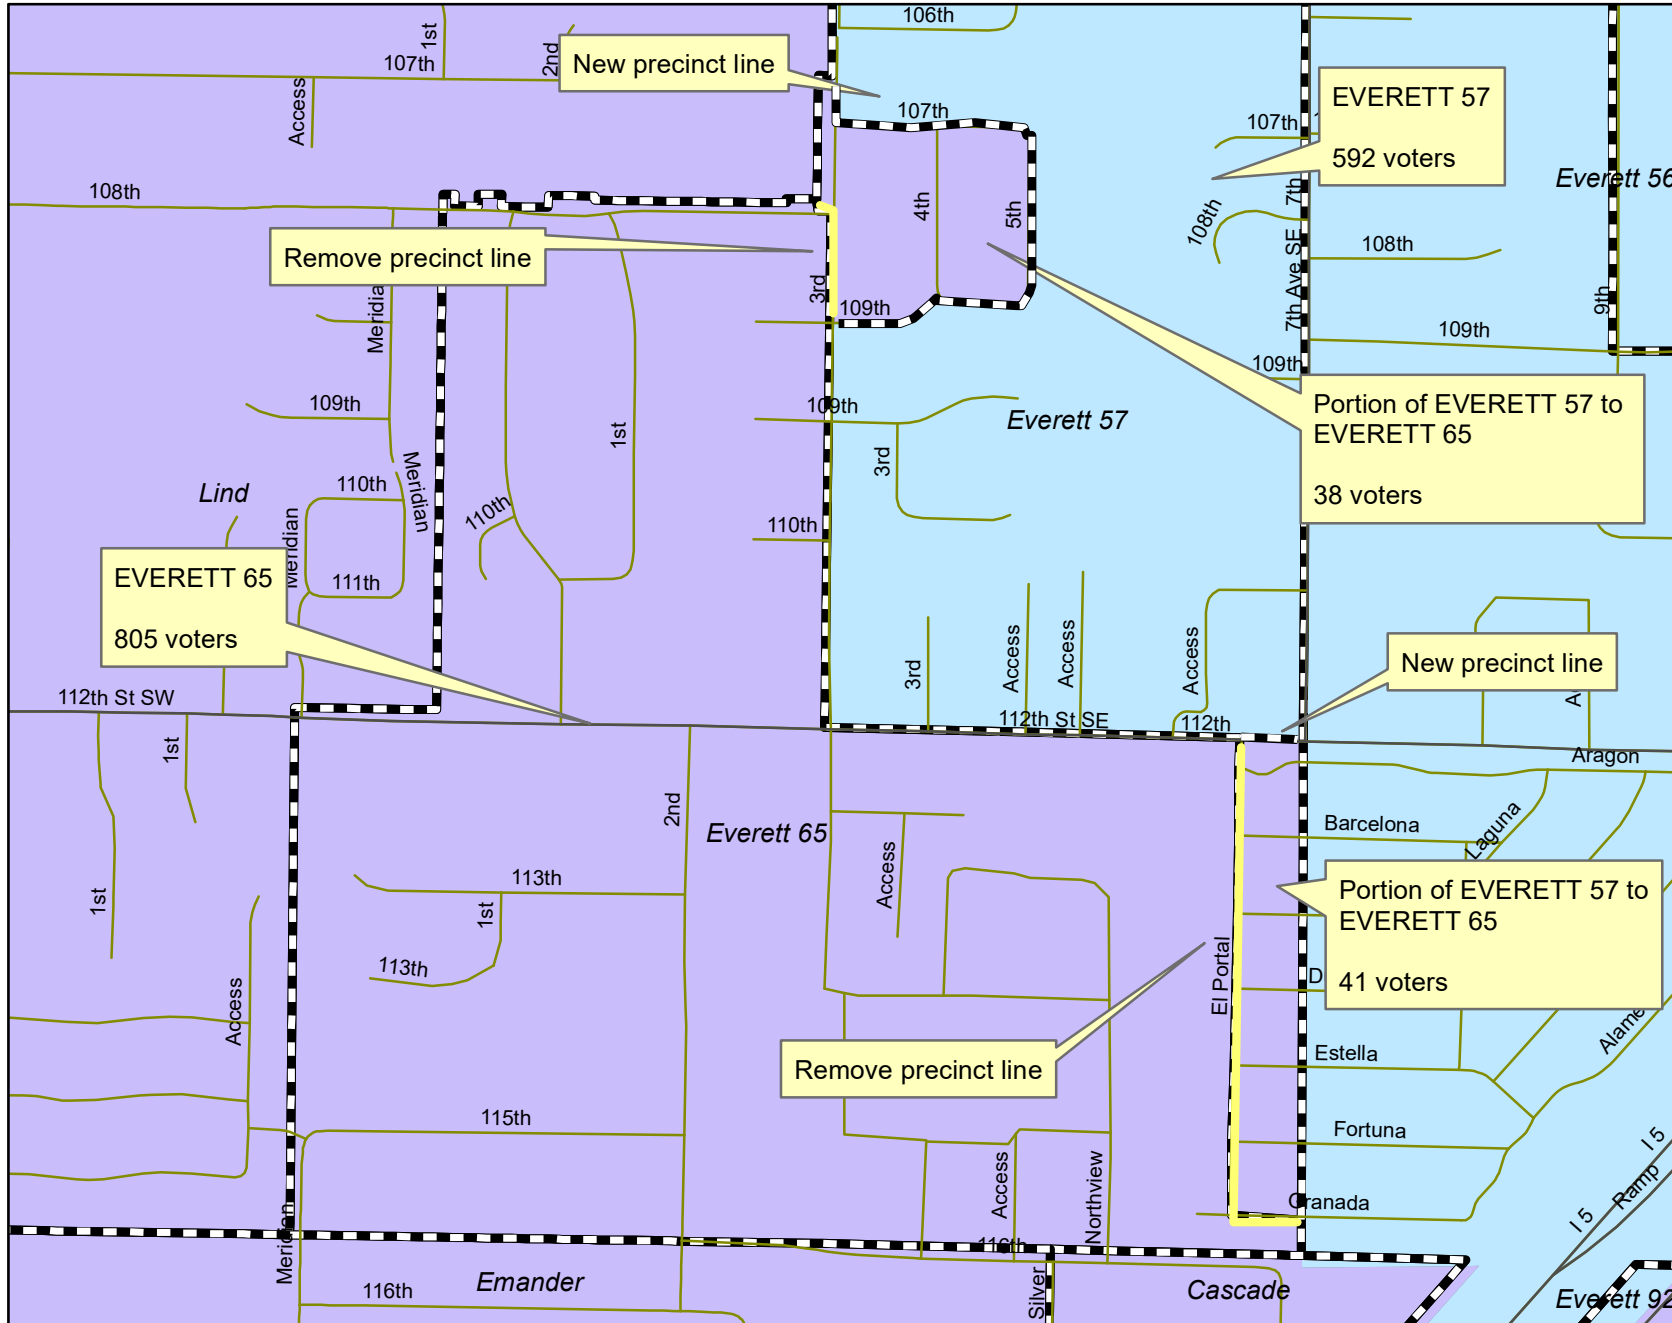 106th
1st
2nd
107th
New precinct line
107th
EVERETT 57
592 voters
107th
Access
7th
Everett 56
108th
4th
5th
108th
Remove precinct line
3rd
7th Ave SE
108th
109th
9th
109th
109th
Portion of EVERETT 57 to
EVERETT 65
38 voters
109th
109th
Everett 57
1st
3rd
Lind
110th
Meridian
110th
110th
Meridian
111th
EVERETT 65
805 voters
3rd
Access
Access
Access
New precinct line
112th St SW
112th St SE
112th
1st
Aragon
2nd
Everett 65
Barcelona
Laguna
Access
Portion of EVERETT 57 to
EVERETT 65
41 voters
1st
113th
1st
113th
El Portal
Access
Remove precinct line
Estella
115th
Fortuna
I 5
Access
Northview
Ramp
Granada
I 5
Meridian
116th
Emander
116th
Silver
Cascade
Everett 92